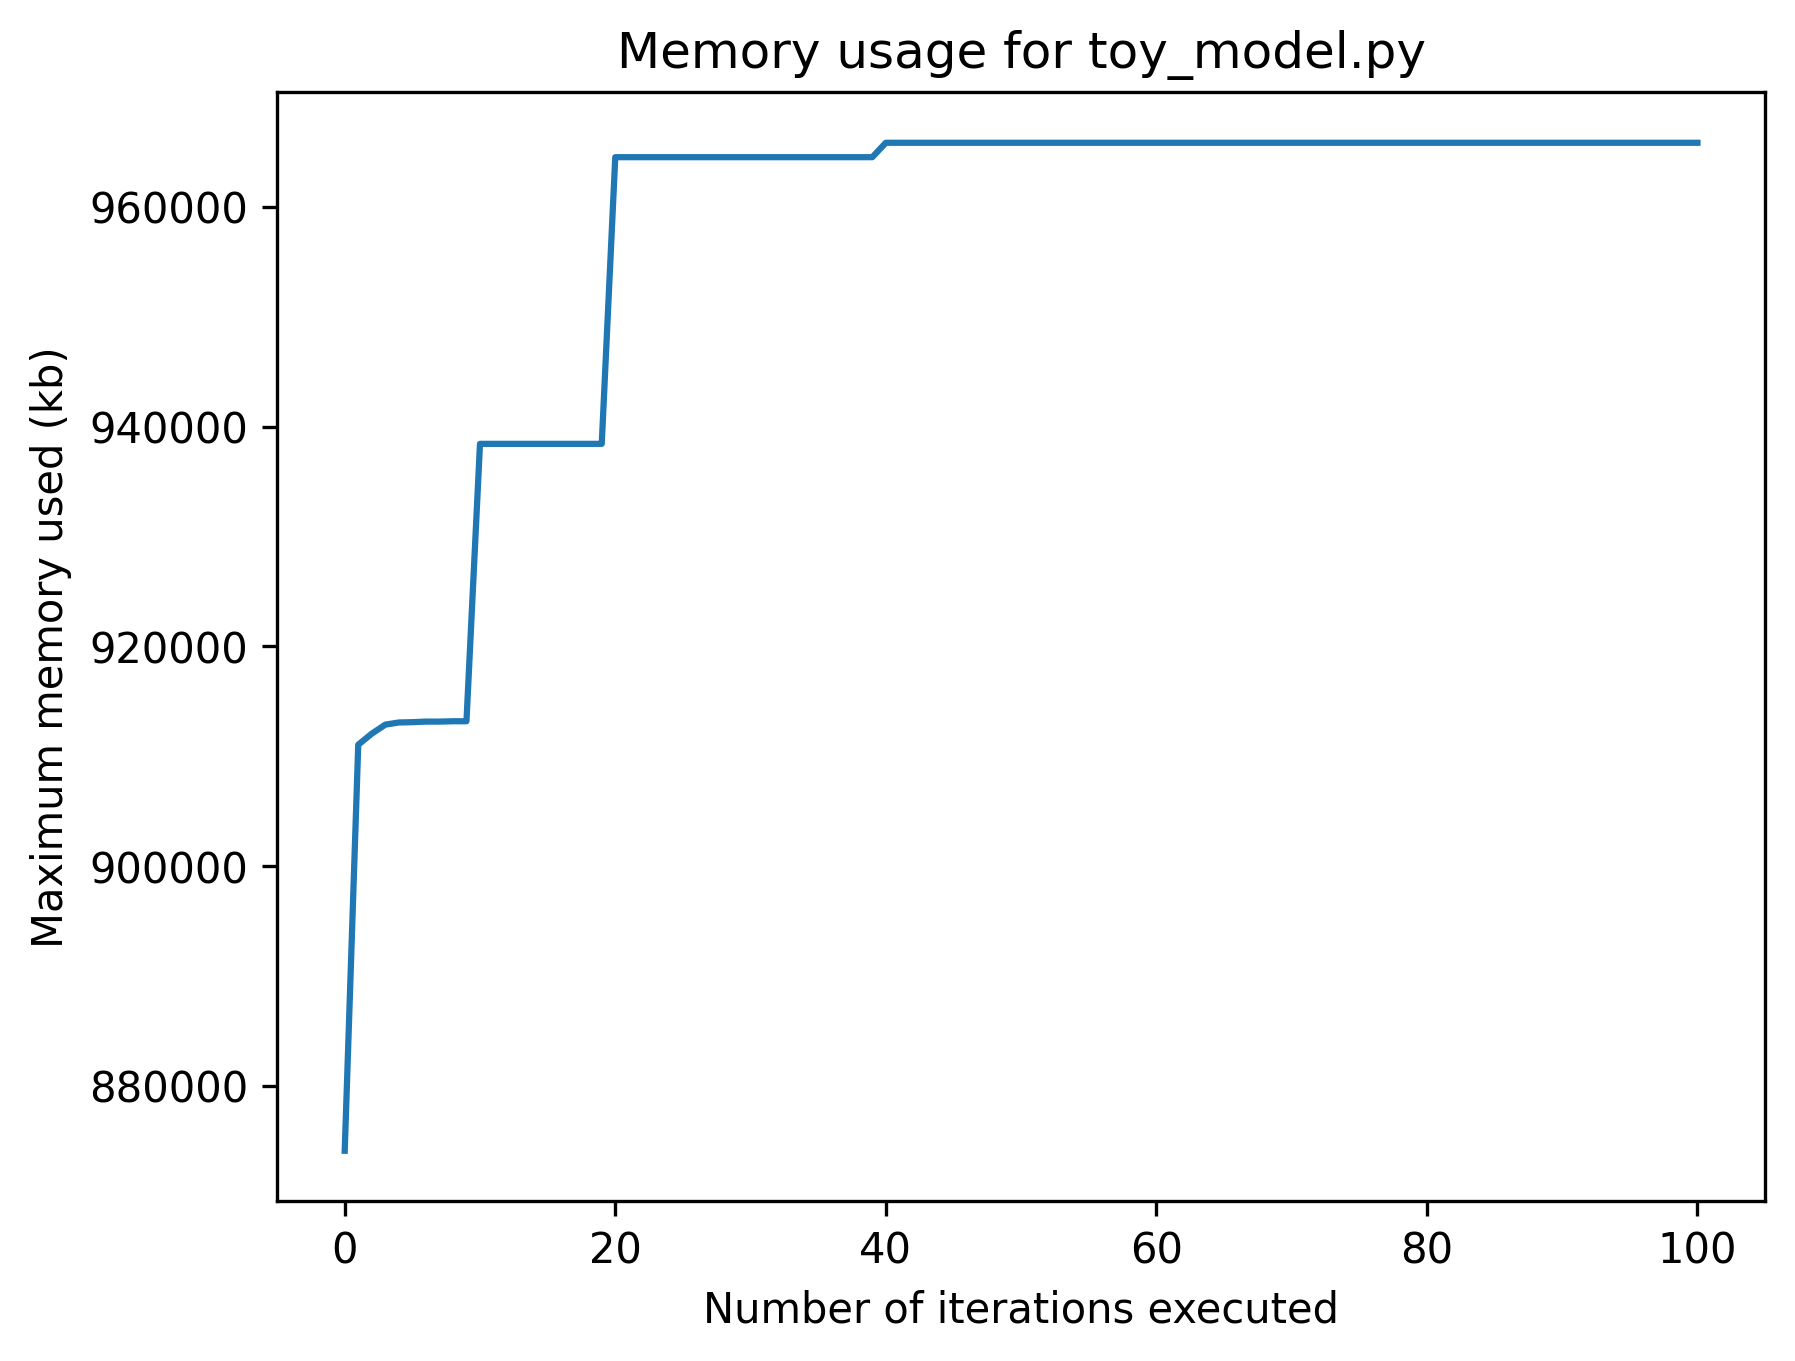 Memory usage for toy_model.py
960000
940000
920000
900000
880000
Maximum memory used (kb)
0 20 40 60 80 100
Number of iterations executed